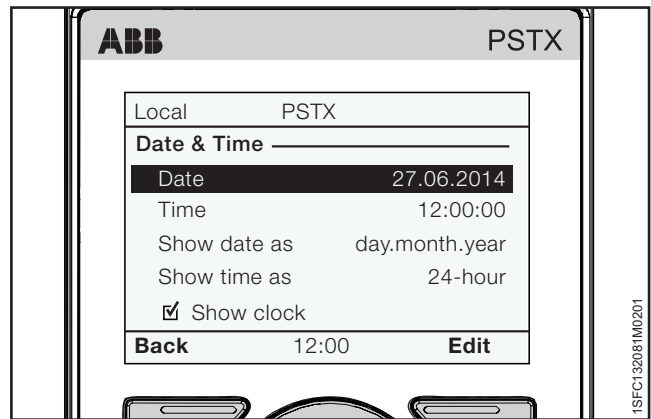 ABB PSTX
Local PSTX
Date & Time
Date 27.06.2014
Time 12:00:00
Show date as day.month.year
Show time as 24-hour
Show clock
Back 12:00 Edit
1SFC132081M0201